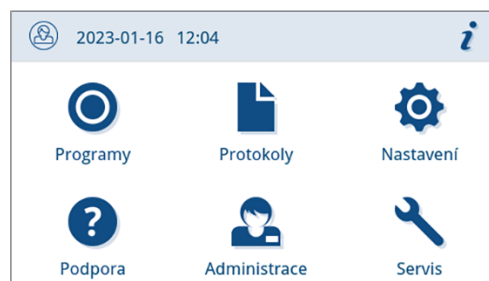 2023-01-16 12:04 i
Programy Protokoly Nastavení
? 
Podpora Administrace Servis